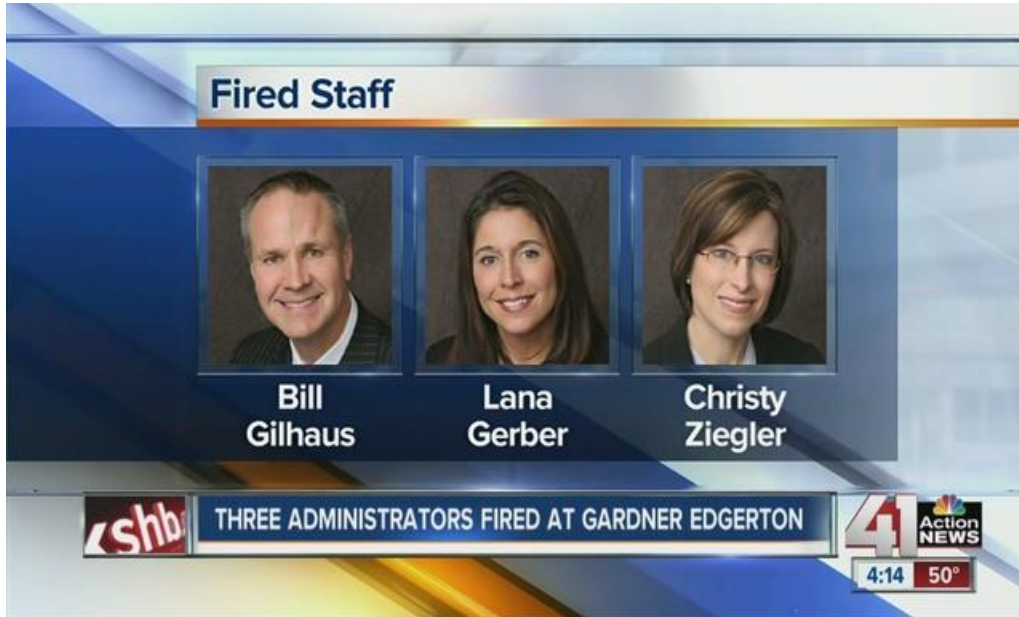 Fired Staff
Bill
Gilhaus
Lana
Gerber
Christy
Ziegler
kshb.
THREE ADMINISTRATORS FIRED AT GARDNER EDGERTON
41
Action
NEWS
4:14 50°